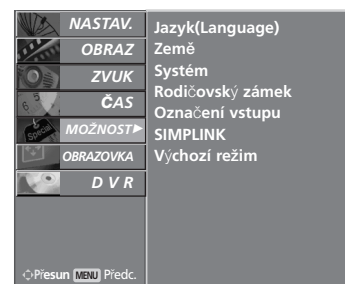 NASTAV.
OBRAZ
ZVUK
ČAS
MOŽNOST
OBRAZOVKA
D V R
Jazyk(Language)
Země
Systém
Rodičovský zámek
Označení vstupu
SIMPLINK
Výchozí režim
Přesun MENU Předc.